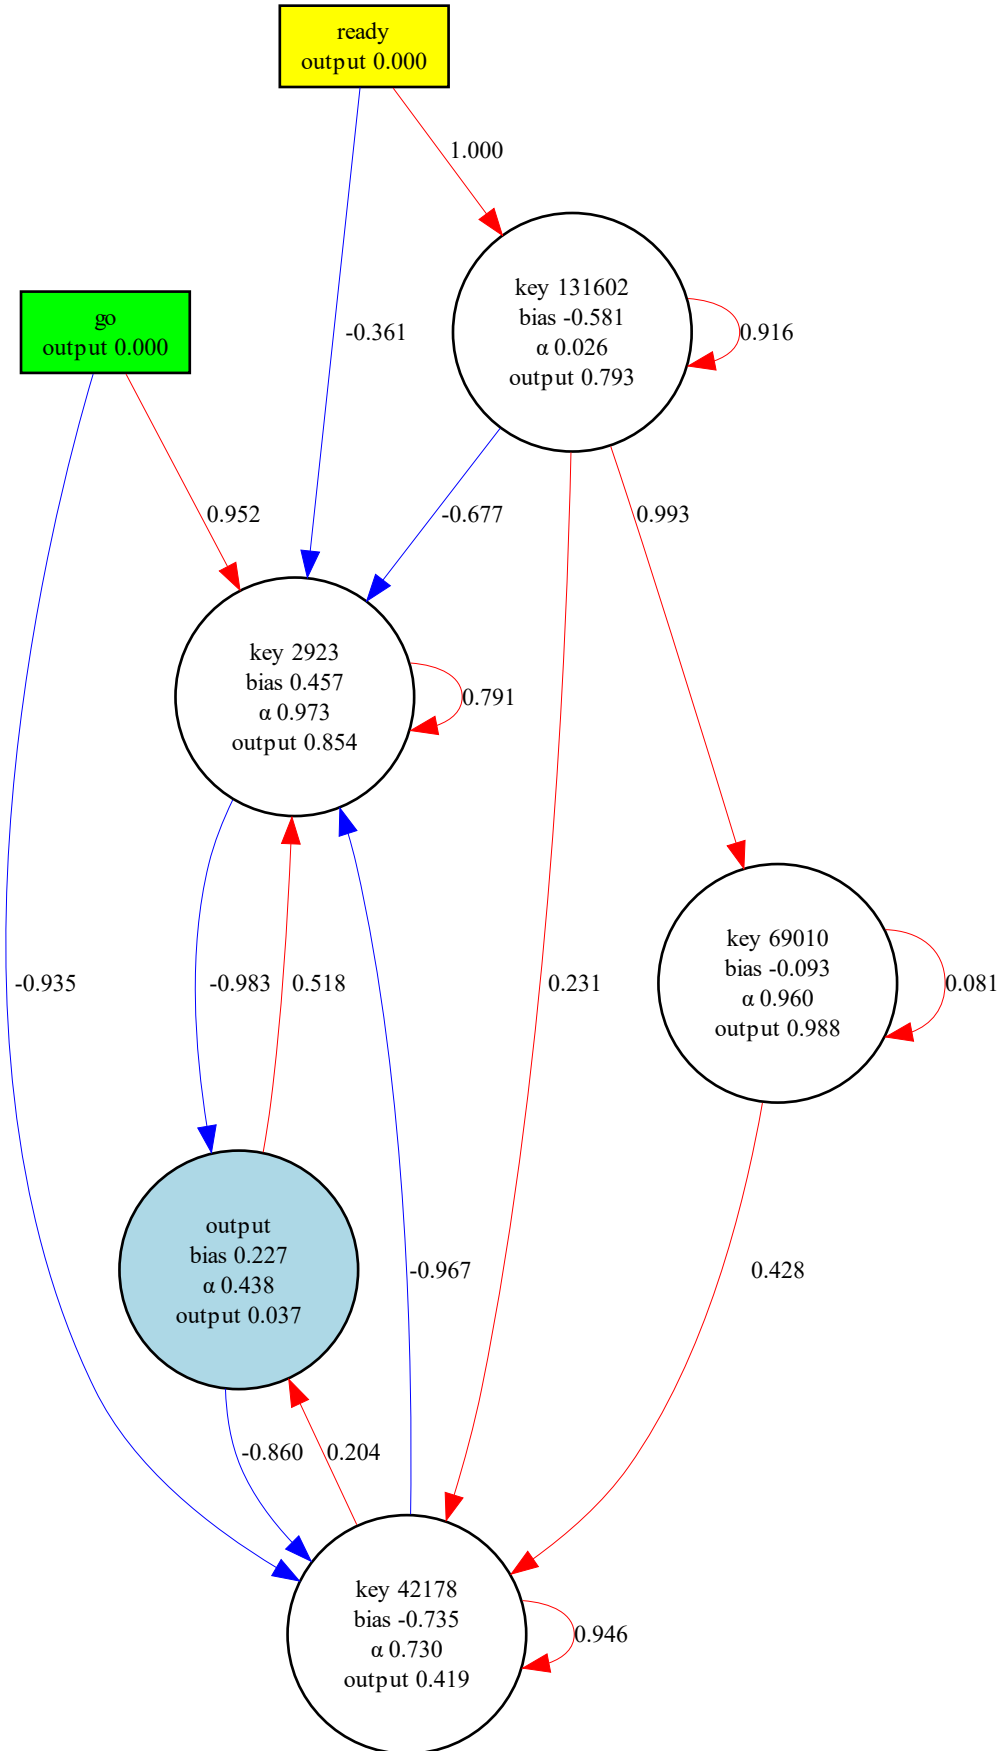 ready
output 0.000
1.000
key 131602
bias -0.581
α 0.026
output 0.793
0.916
go
output 0.000
-0.361
0.952
-0.677
0.993
key 2923
bias 0.457
α 0.973
output 0.854
0.791
key 69010
bias -0.093
α 0.960
output 0.988
0.081
-0.935
-0.983
0.518
0.231
output
bias 0.227
α 0.438
output 0.037
-0.967
0.428
-0.860
0.204
key 42178
bias -0.735
α 0.730
output 0.419
0.946